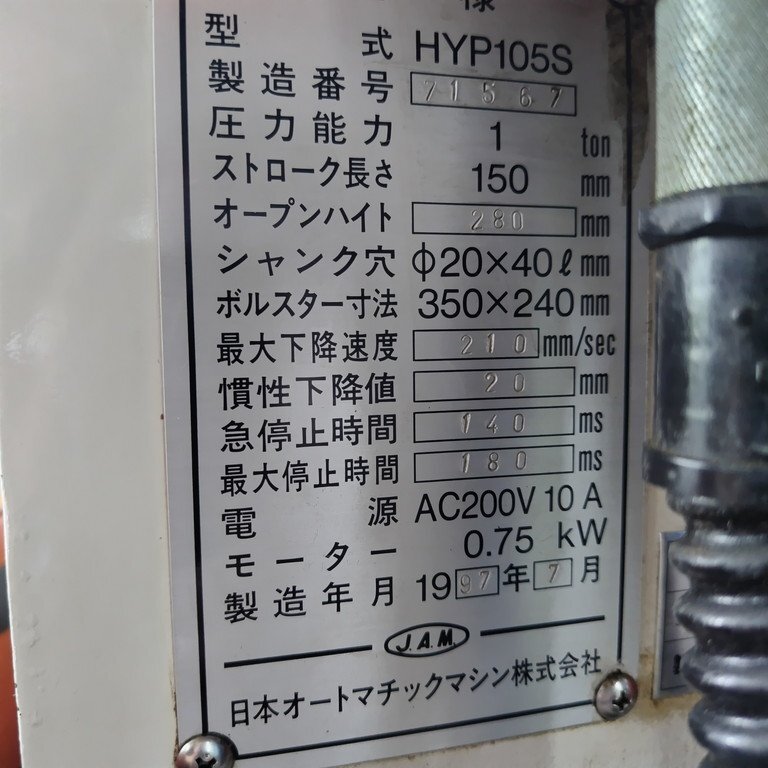 様
型 式 HYP105S
製造番号 71567
圧力能力 1 ton
ストローク長さ 150 mm
オープンハイト 280 mm
シャンク穴 φ20×40ℓ mm
ボルスター寸法 350×240 mm
最大下降速度 210 mm/sec
慣性下降値 20 mm
急停止時間 140 ms
最大停止時間 180 ms
電源 AC200V 10 A
モーター 0.75 kW
製造年月 1997年7月
J.A.M.
日本オートマチックマシン株式会社